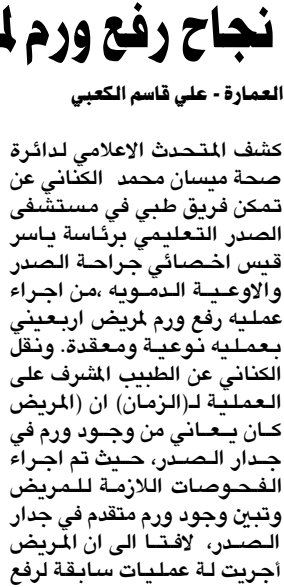 نجاح رفع ورم
العمارة - علي قاسم الكعبي
كشف المتحدث الاعلامي لدائرة
صحة ميسان محمد الكناني عن
تمكن فريق طبي في مستشفى
الصدر التعليمي برئاسة ياسر
قيس اخصائي جراحة الصدر
والاوعية الدمويه ،من اجراء
عمليه رفع ورم لمريض اربعيني
بعمليه نوعية ومعقدة. ونقل
الكناني عن الطبيب المشرف على
العملية لـ(الزمان) ان (المريض
كان يعاني من وجود ورم في
جدار الصدر، حيث تم اجراء
الفحوصات اللازمة للمريض
وتبين وجود ورم متقدم في جدار
الصدر، لافتا الى ان المريض
أجريت لة عمليات سابقة لرفع